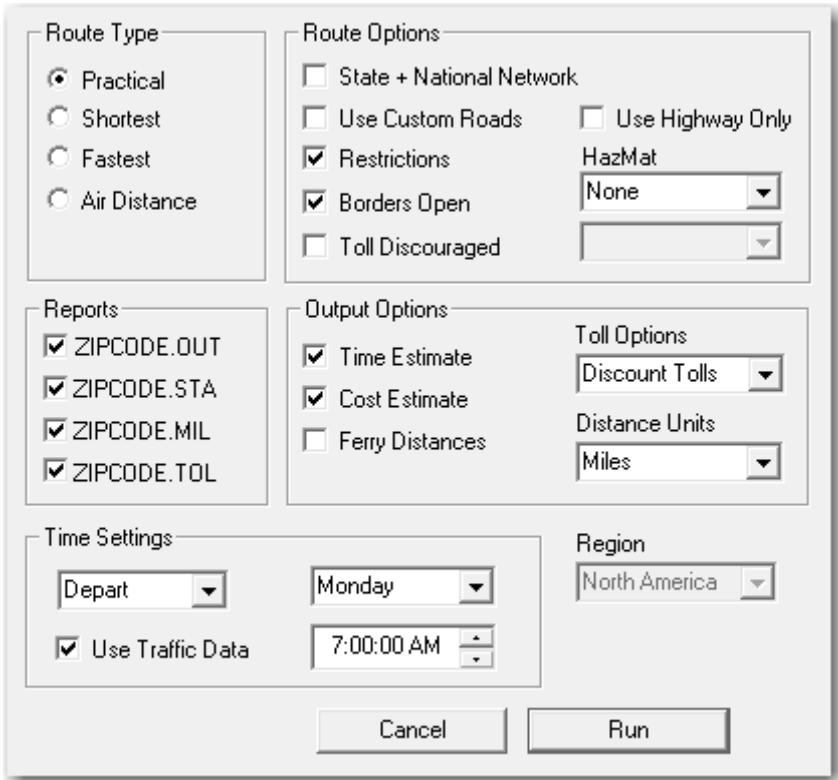 Route Type
Practical
Shortest
Fastest
Air Distance
Route Options
State + National Network
Use Custom Roads
Use Highway Only
Restrictions
HazMat
None
Borders Open
Toll Discouraged
Reports
ZIPCODE.OUT
ZIPCODE.STA
ZIPCODE.MIL
ZIPCODE.TOL
Output Options
Time Estimate
Cost Estimate
Ferry Distances
Toll Options
Discount Tolls
Distance Units
Miles
Time Settings
Depart
Monday
Use Traffic Data
7:00:00 AM
Region
North America
Cancel
Run